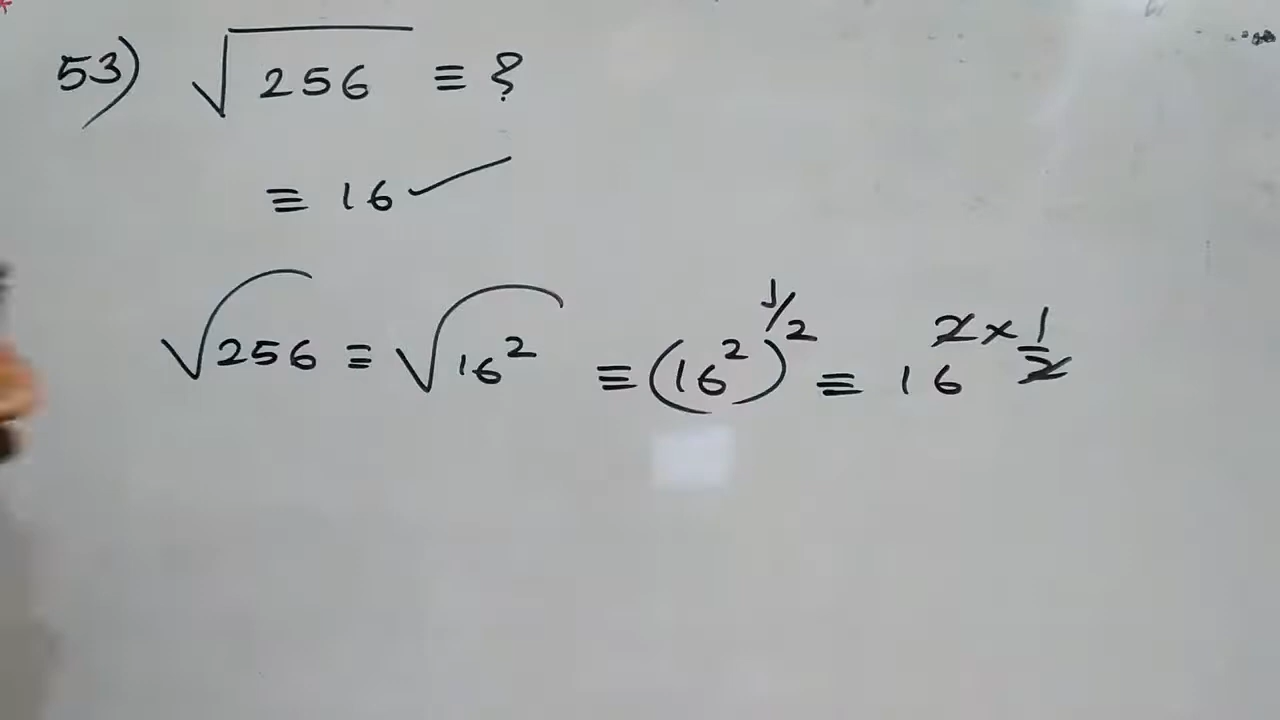 53) √256 ≡ ?
≡ 16 ✓
√256 ≡ √16² ≡ (16²)^1/2 ≡ 16^2×1/2